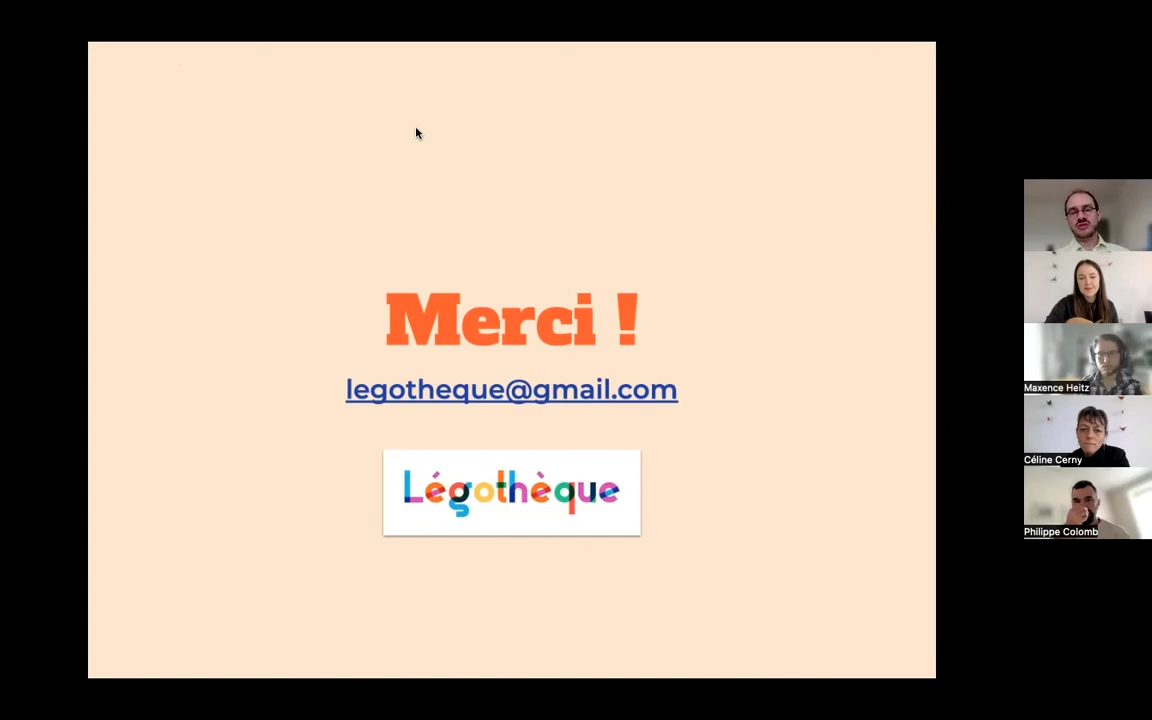 Merci !
legotheque@gmail.com
Légothèque
Maxence Heitz
Céline Cerny
Philippe Colomb